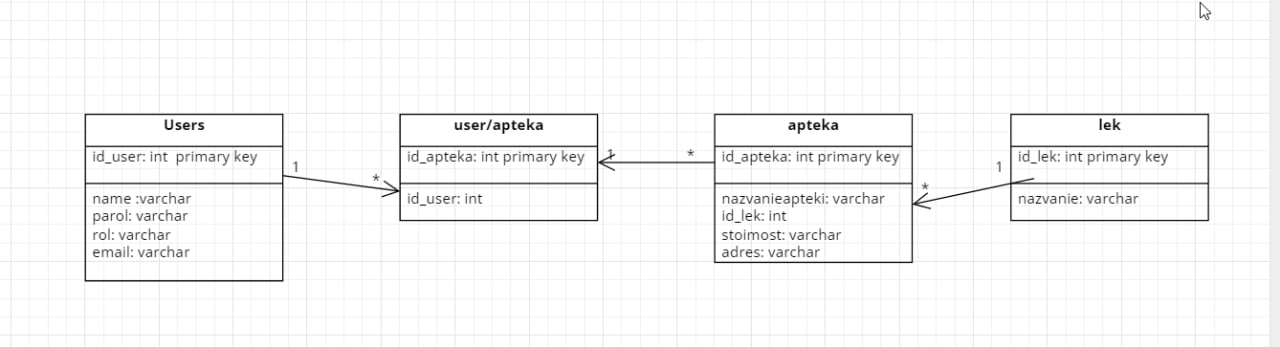 Users
id_user: int  primary key
name :varchar
parol: varchar
rol: varchar
email: varchar
1
*
user/apteka
id_apteka: int primary key
id_user: int
1
*
apteka
id_apteka: int primary key
nazvanieapteki: varchar
id_lek: int
stoimost: varchar
adres: varchar
*
1
lek
id_lek: int primary key
nazvanie: varchar